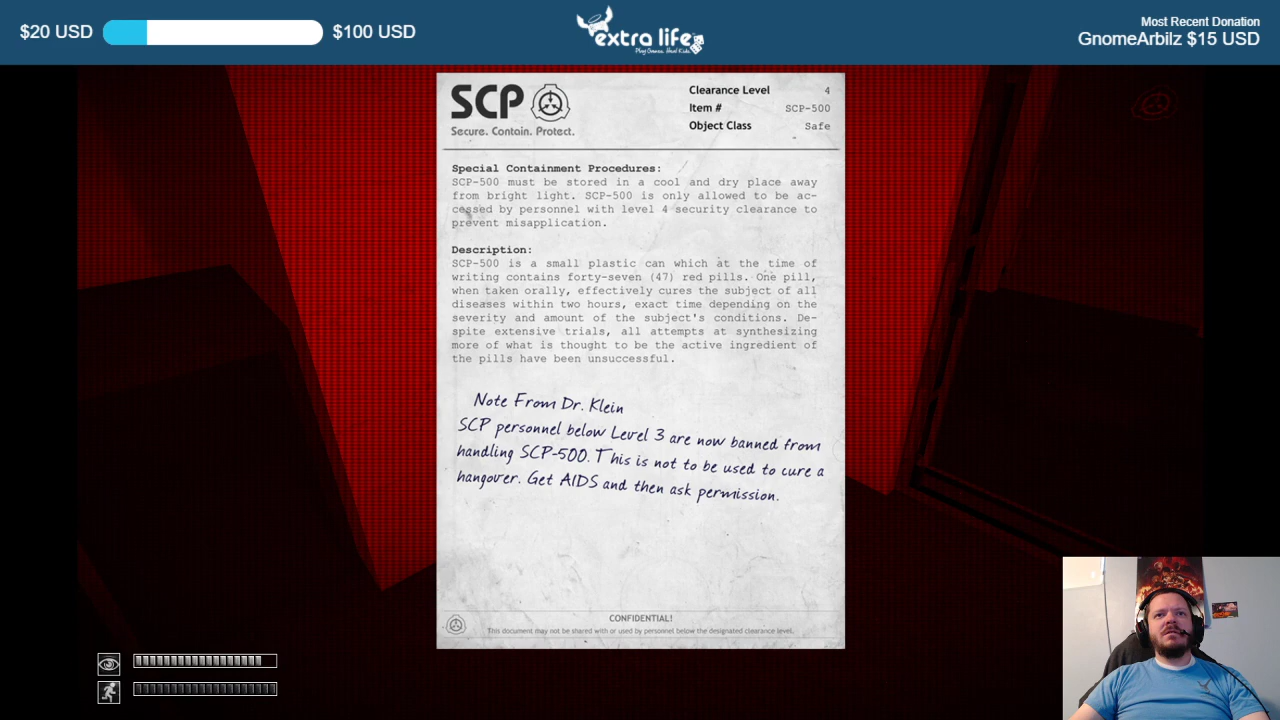 $20 USD
$100 USD
extra life
Play Games. Heal Kids.
Most Recent Donation
GnomeArbilz $15 USD
SCP
Secure. Contain. Protect.
Clearance Level 4
Item # SCP-500
Object Class Safe
Special Containment Procedures:
SCP-500 must be stored in a cool and dry place away
from bright light. SCP-500 is only allowed to be ac-
cessed by personnel with level 4 security clearance to
prevent misapplication.
Description:
SCP-500 is a small plastic can which at the time of
writing contains forty-seven (47) red pills. One pill,
when taken orally, effectively cures the subject of all
diseases within two hours, exact time depending on the
severity and amount of the subject's conditions. De-
spite extensive trials, all attempts at synthesizing
more of what is thought to be the active ingredient of
the pills have been unsuccessful.
Note From Dr. Klein
SCP personnel below Level 3 are now banned from
handling SCP-500. This is not to be used to cure a
hangover. Get AIDS and then ask permission.
CONFIDENTIAL!
This document may not be shared with or used by personnel below the designated clearance level.